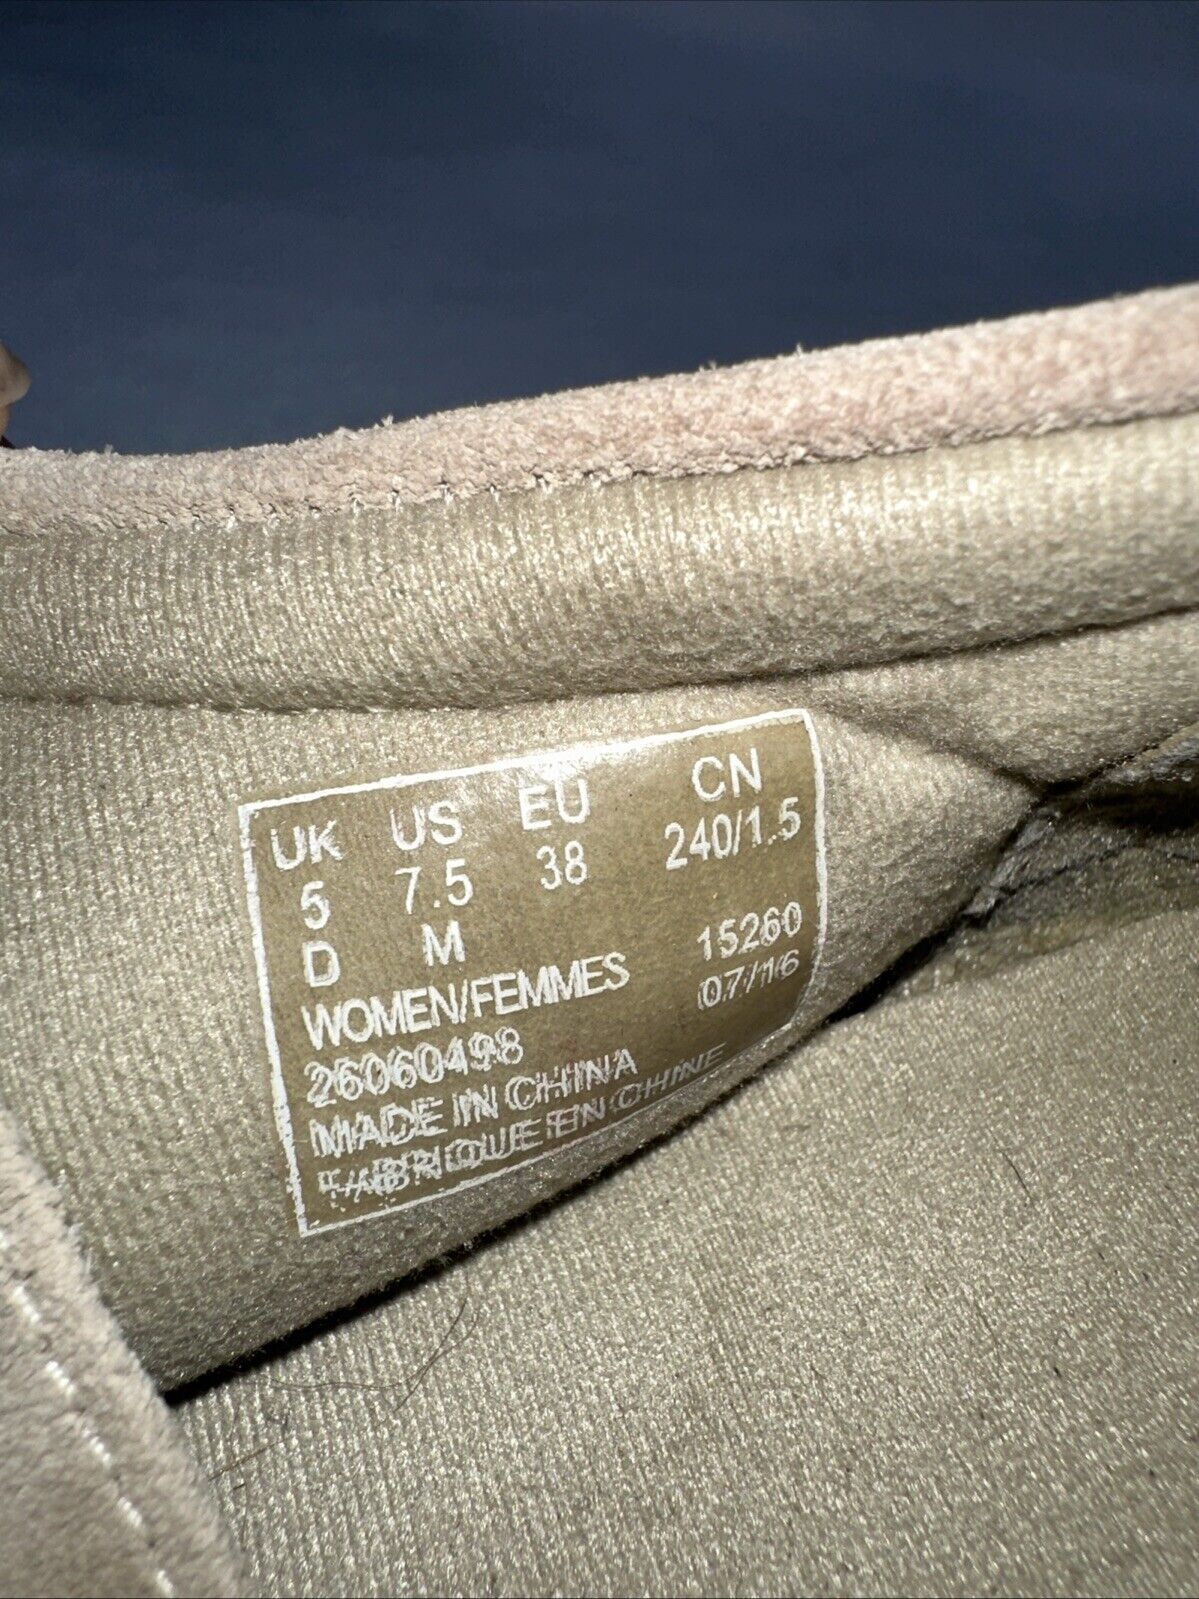 UK US EU CN
5 7.5 38 240/1.5
D M
WOMEN/FEMMES 15260
26060498 07/16
MADE IN CHINA
FABRIQUE EN CHINE